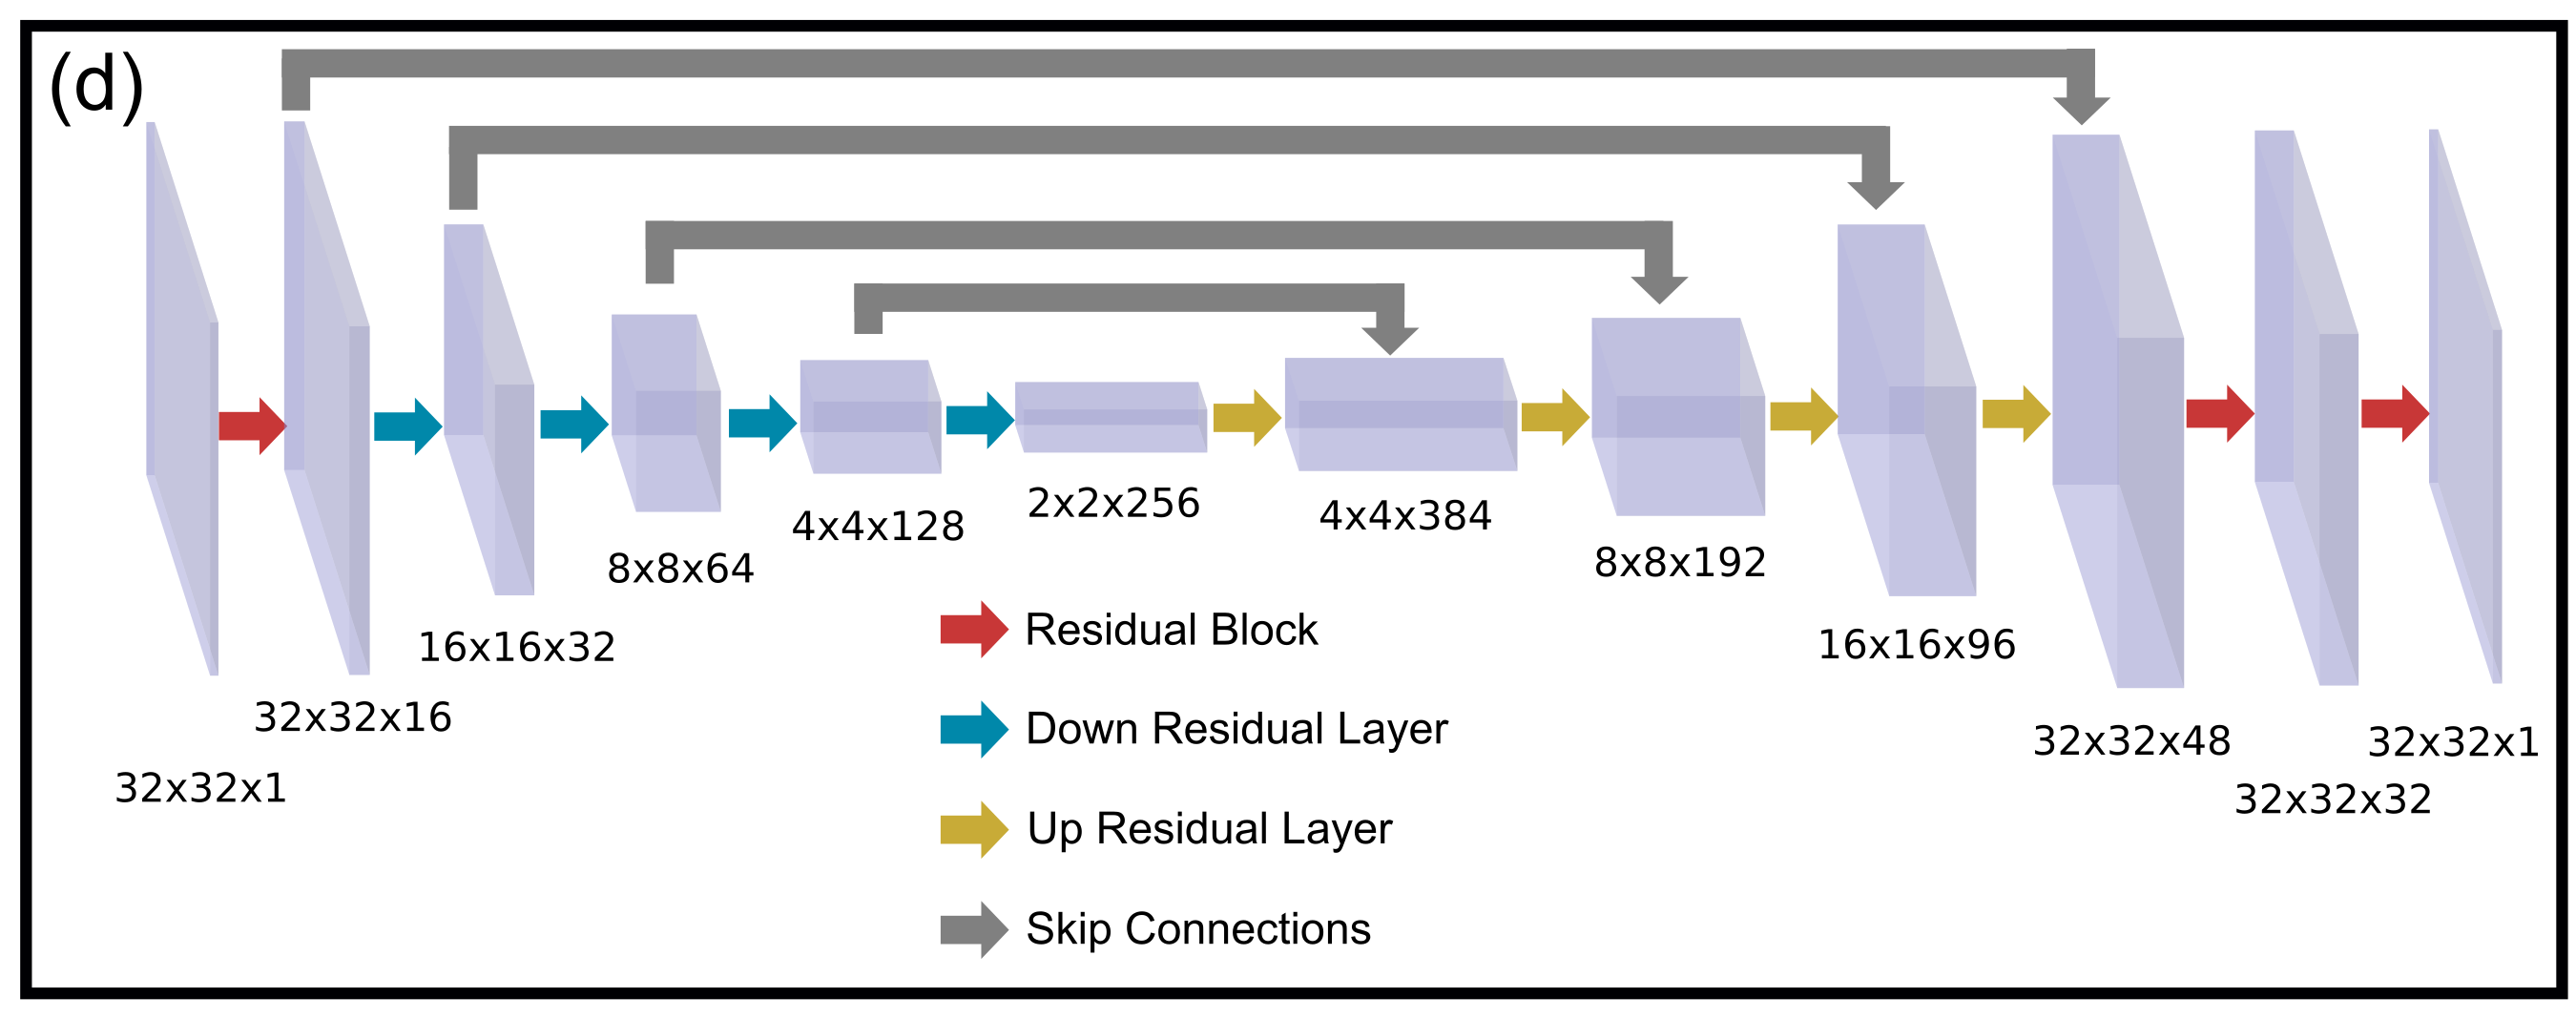 (d)
32x32x1
32x32x16
16x16x32
8x8x64
4x4x128
2x2x256
4x4x384
8x8x192
16x16x96
32x32x48
32x32x32
32x32x1
Residual Block
Down Residual Layer
Up Residual Layer
Skip Connections